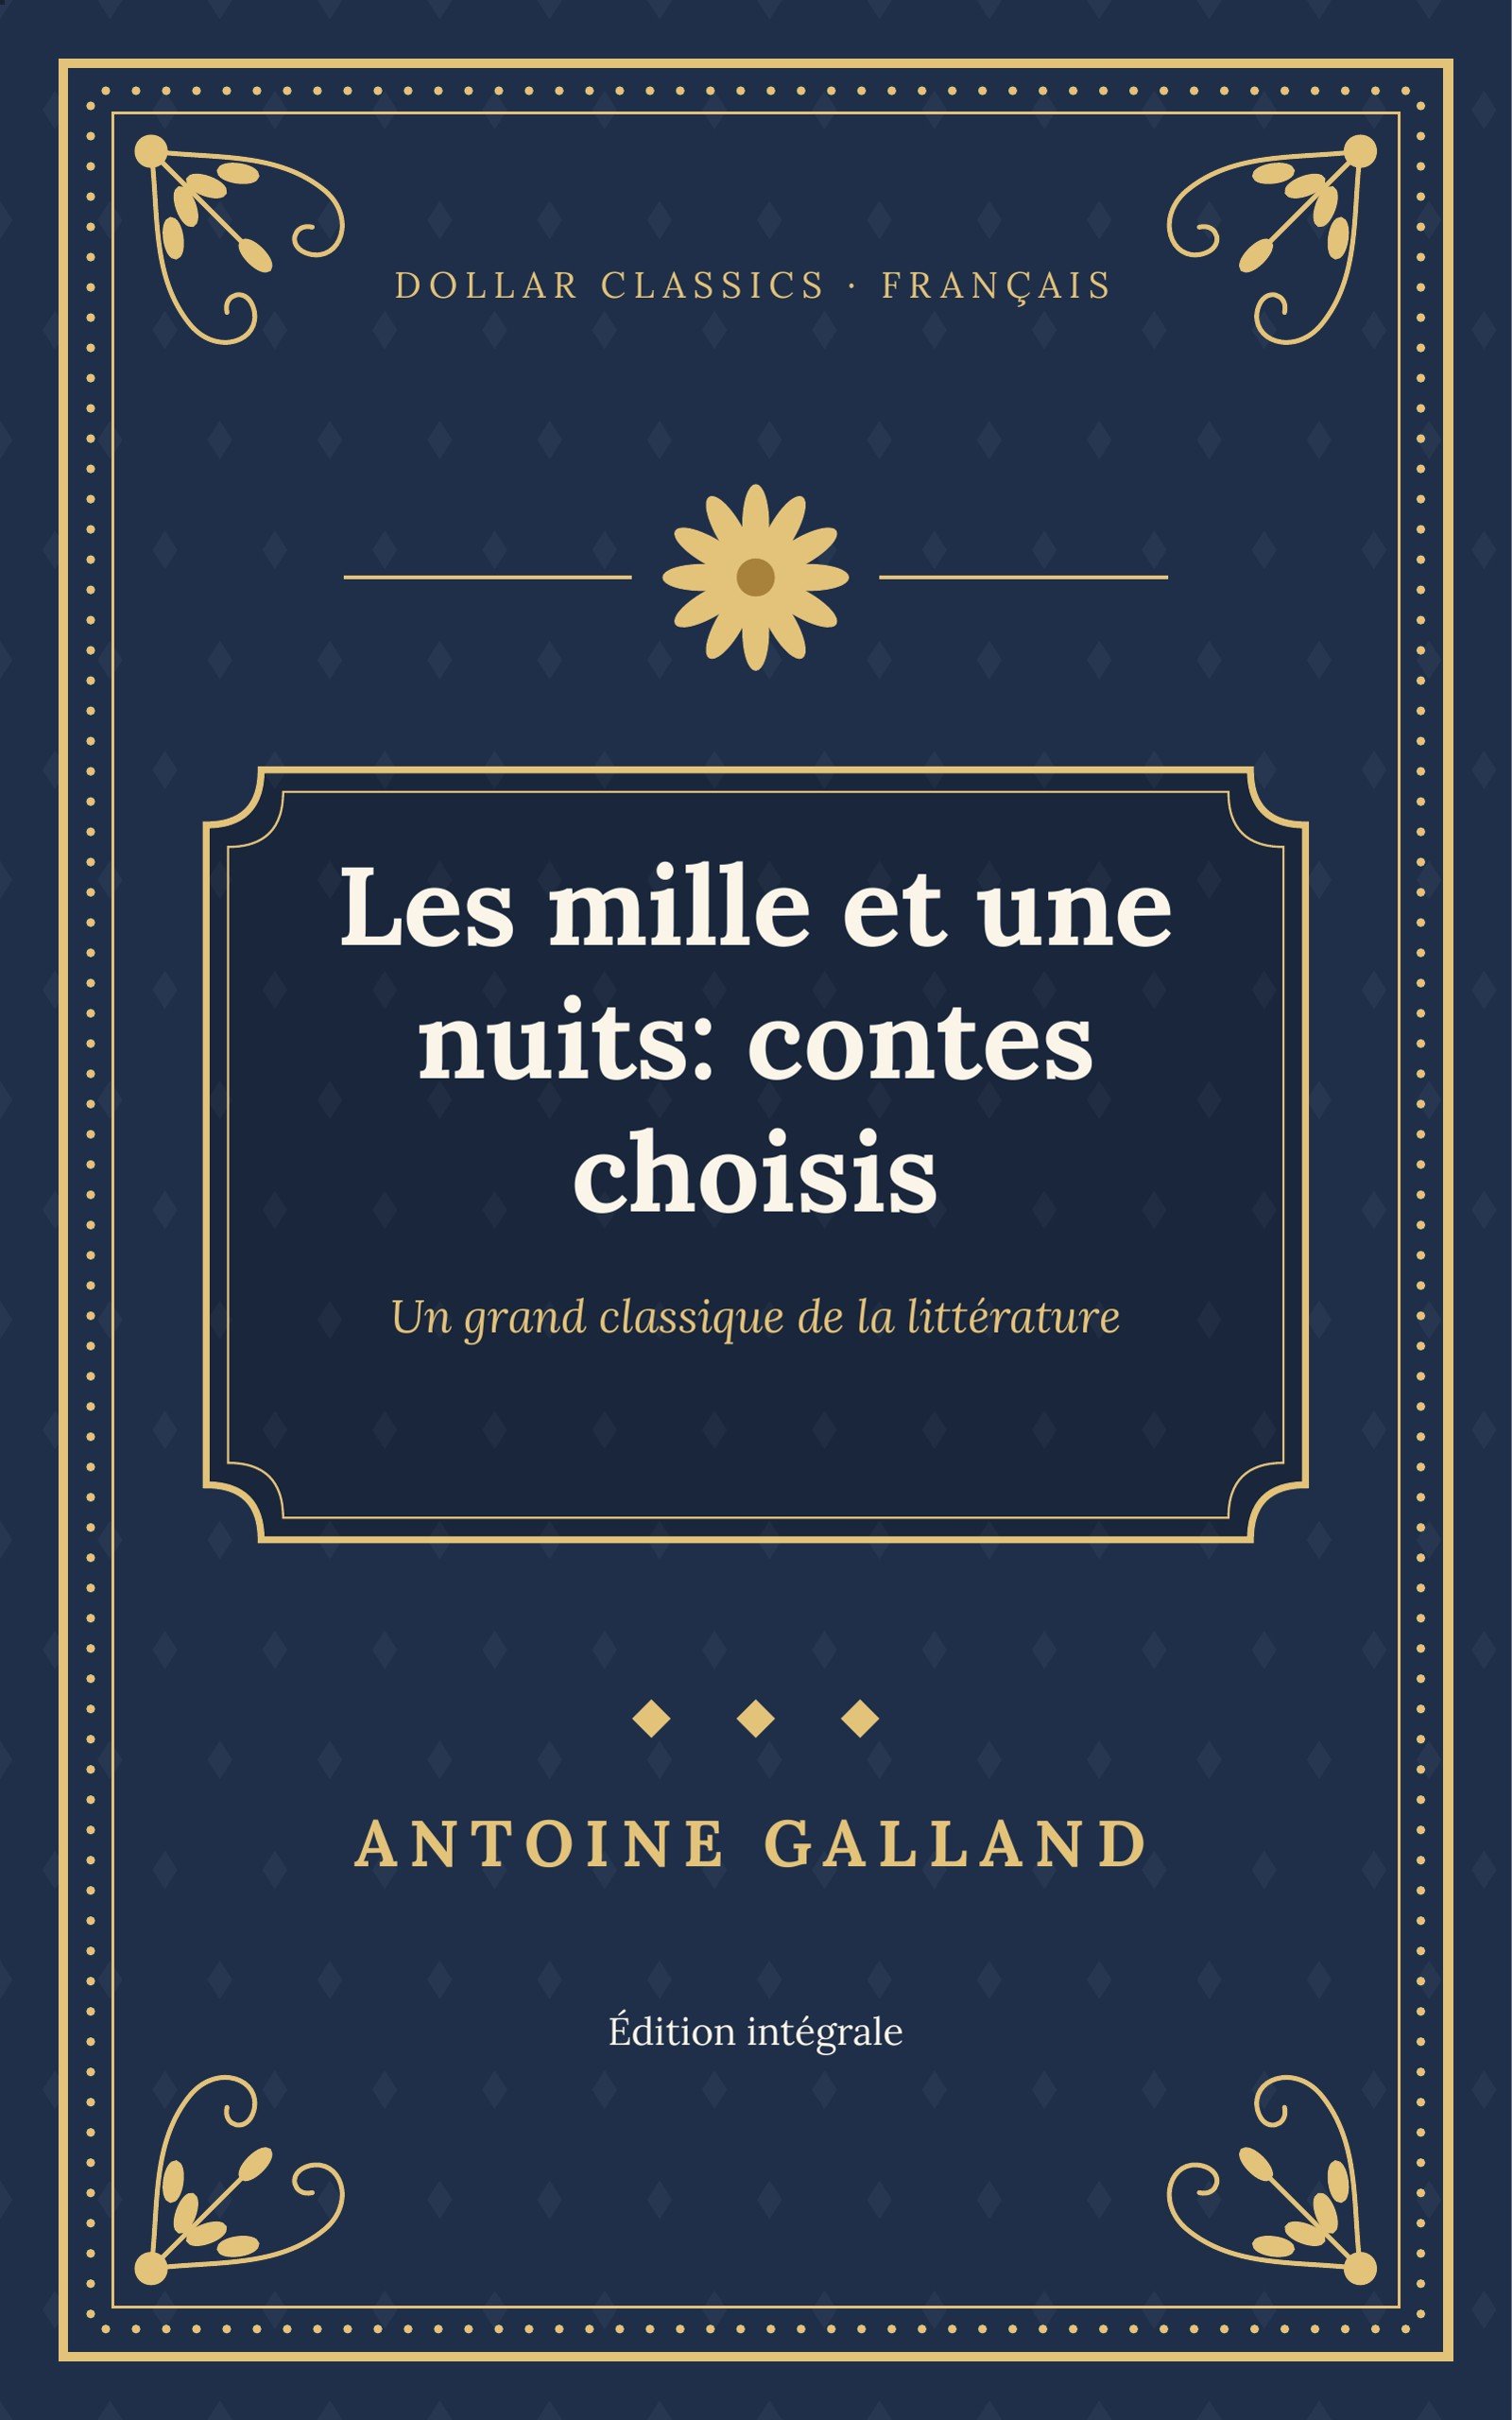 DOLLAR CLASSICS · FRANÇAIS
Les mille et une
nuits: contes
choisis
Un grand classique de la littérature
ANTOINE GALLAND
Édition intégrale